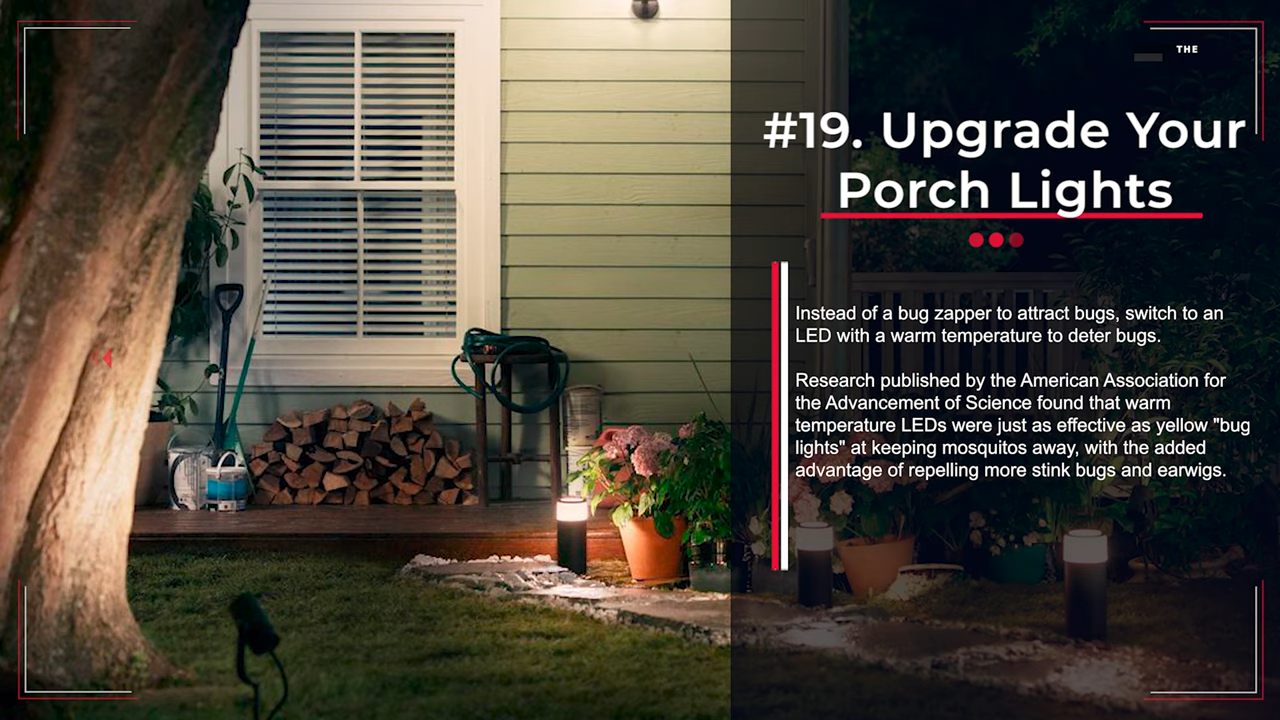 THE
#19. Upgrade Your
Porch Lights
Instead of a bug zapper to attract bugs, switch to an
LED with a warm temperature to deter bugs.
Research published by the American Association for
the Advancement of Science found that warm
temperature LEDs were just as effective as yellow "bug
lights" at keeping mosquitos away, with the added
advantage of repelling more stink bugs and earwigs.